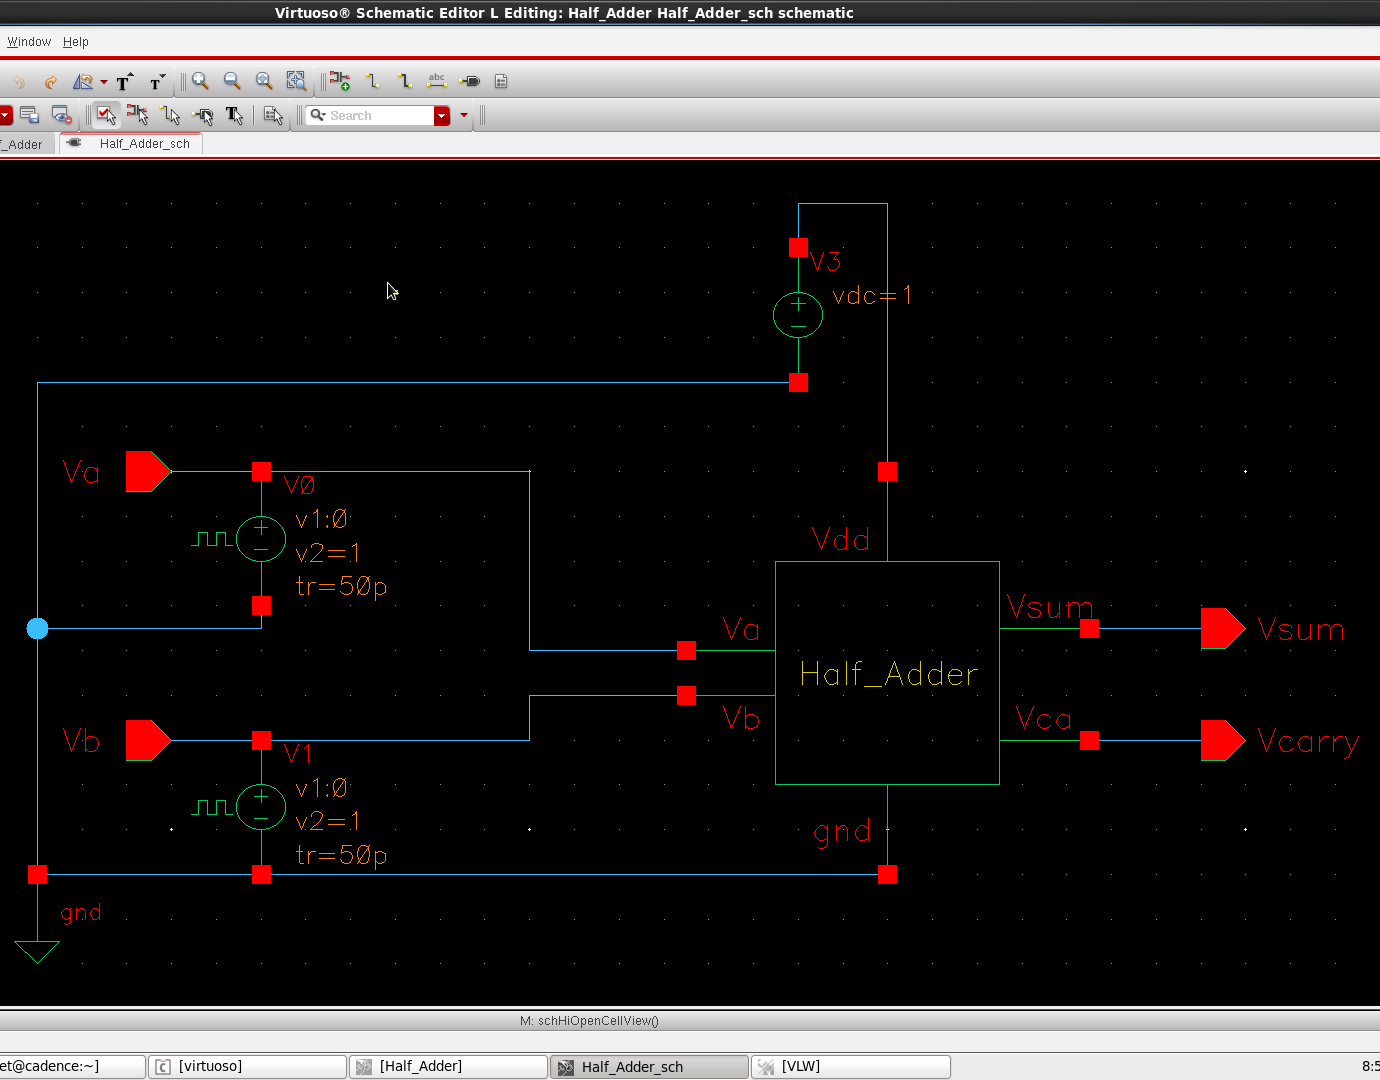 Virtuoso® Schematic Editor L Editing: Half_Adder Half_Adder_sch schematic
Window Help
abc
Search
f_Adder Half_Adder_sch
V3
vdc=1
Va
V0
v1:0
v2=1
tr=50p
Vdd
Vsum
Vsum
Va
Half_Adder
Vb
Vca
Vcarry
Vb
V1
v1:0
v2=1
tr=50p
gnd
gnd
M: schHiOpenCellView()
et@cadence:~] [virtuoso] [Half_Adder] Half_Adder_sch [VLW] 8:5